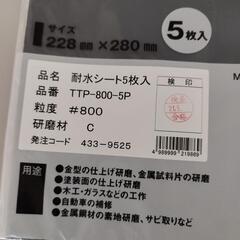 5枚入
■サイズ
228mm×280mm
品名 耐水シート5枚入
検印
品番 TTP-800-5P
粒度 #800
研磨材 C
発注コード 433-9525
4989999219869
用途
●金型の仕上げ研磨、金属試料片の研磨
●塗装面の仕上げ研磨
●木工・ガラスなどの工作
●自動車の補修
●金属鋼材の素地研磨、サビ取りなど
M